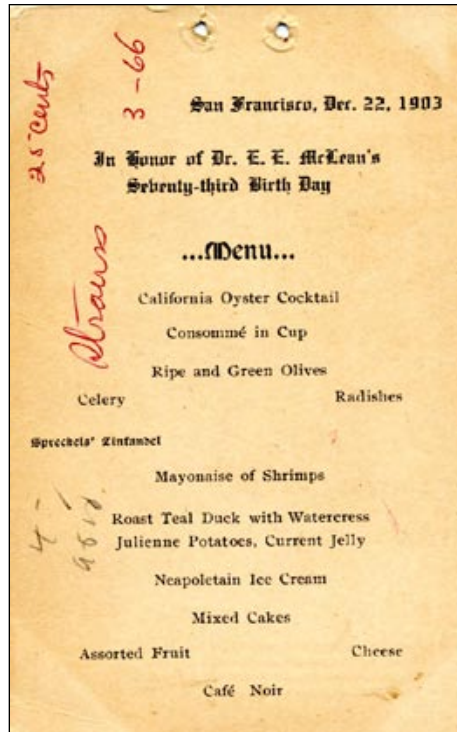 25 cents
3-66
Strauss
San Francisco, Dec. 22, 1903
In Honor of Dr. E. E. McLean's
Seventy-third Birth Day
...Menu...
California Oyster Cocktail
Consommé in Cup
Ripe and Green Olives
Celery Radishes
Spreckels' Zinfandel
Mayonaise of Shrimps
Roast Teal Duck with Watercress
Julienne Potatoes, Current Jelly
Neapoletain Ice Cream
Mixed Cakes
Assorted Fruit Cheese
Café Noir